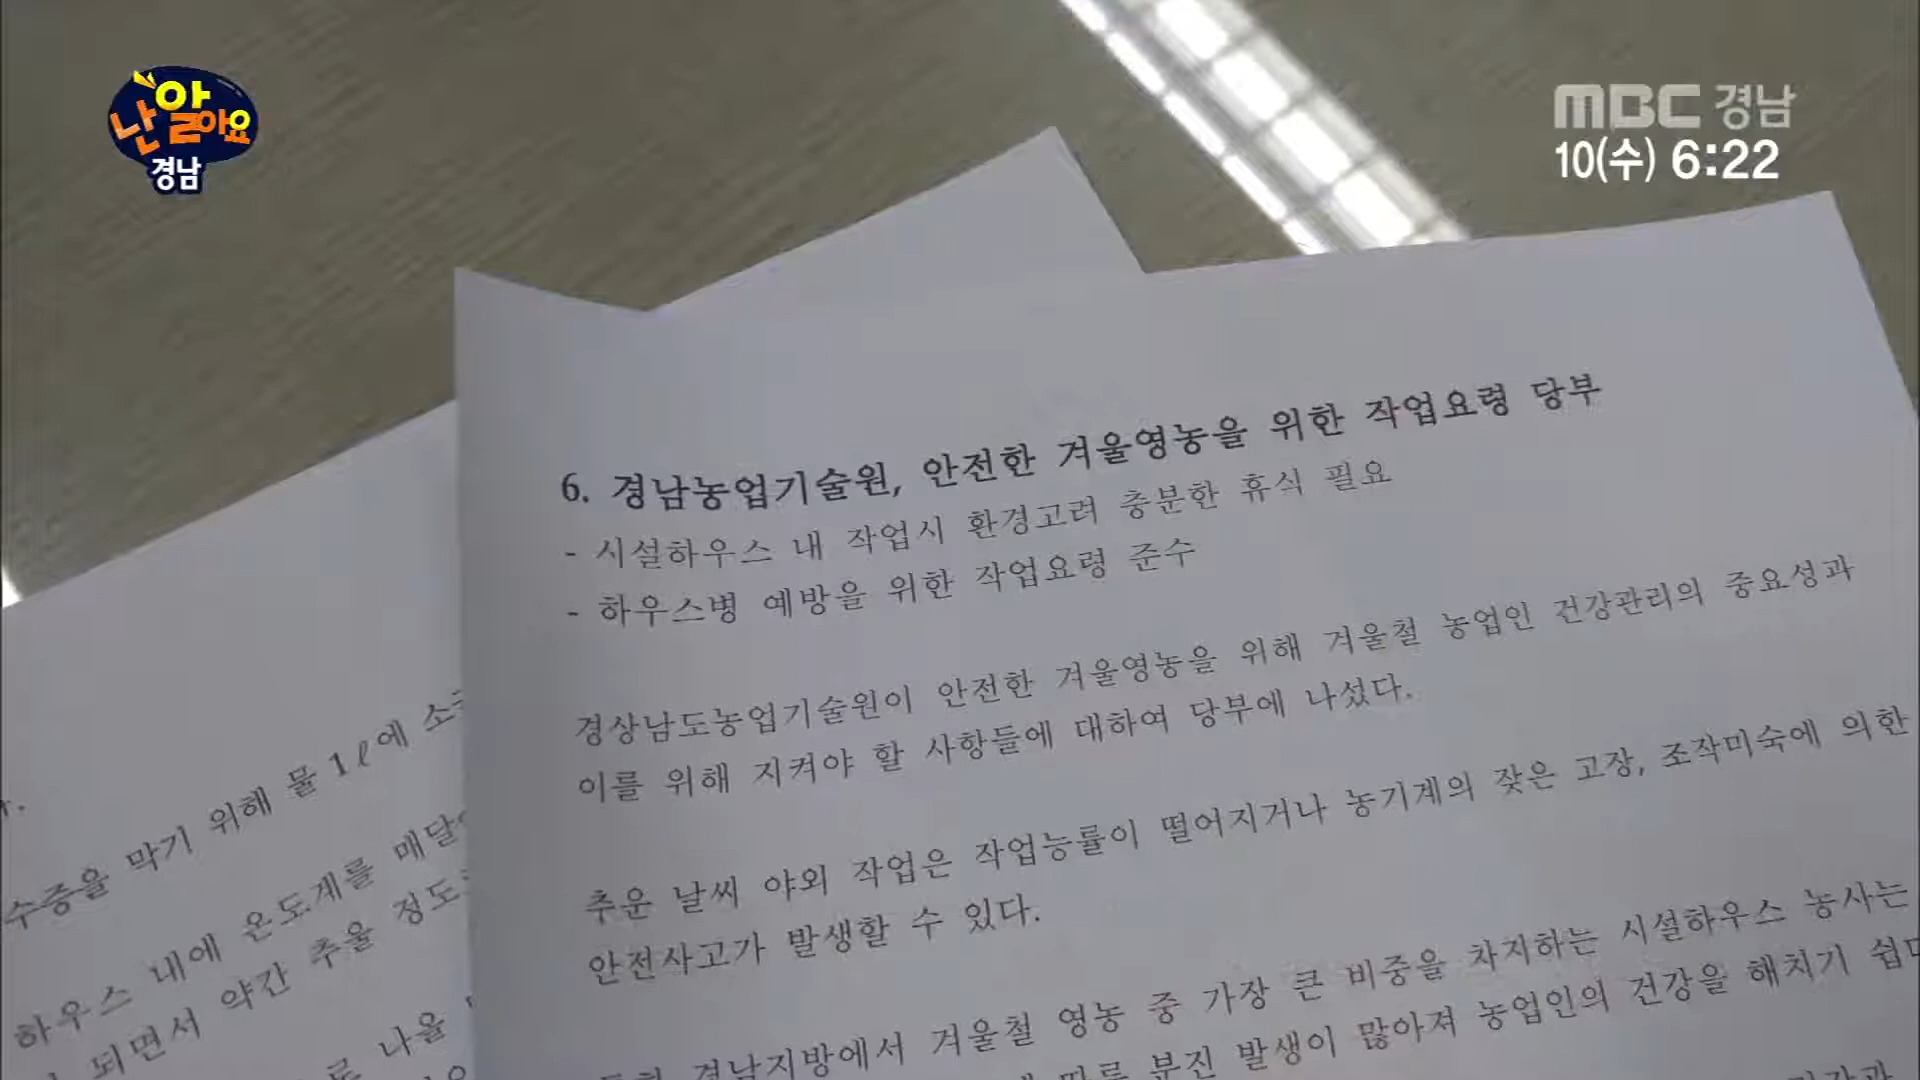 난 알아요
경남
MBC 경남
10(수) 6:22
6. 경남농업기술원, 안전한 겨울영농을 위한 작업요령 당부
- 시설하우스 내 작업시 환경고려 충분한 휴식 필요
- 하우스병 예방을 위한 작업요령 준수
경상남도농업기술원이 안전한 겨울영농을 위해 겨울철 농업인 건강관리의 중요성과
이를 위해 지켜야 할 사항들에 대하여 당부에 나섰다.
추운 날씨 야외 작업은 작업능률이 떨어지거나 농기계의 잦은 고장, 조작미숙에 의한
안전사고가 발생할 수 있다.
경남지방에서 겨울철 영농 중 가장 큰 비중을 차지하는 시설하우스 농사는
분진 발생이 많아져 농업인의 건강을 해치기
수증을 막기 위해 물 1ℓ에
하우스 내에 온도계를
되면서 약간 추울 정도
나올